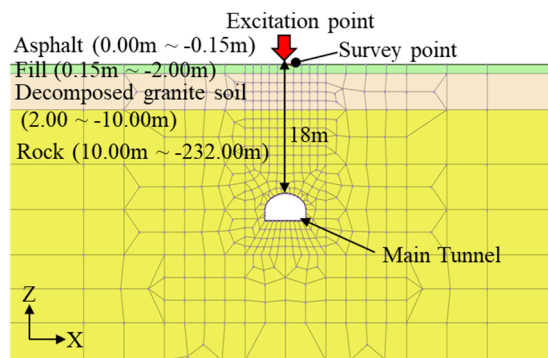 Excitation point
Asphalt (0.00m ~ -0.15m)
Survey point
Fill (0.15m ~ -2.00m)
Decomposed granite soil
(2.00 ~ -10.00m)
18m
Rock (10.00m ~ -232.00m)
Main Tunnel
Z
X